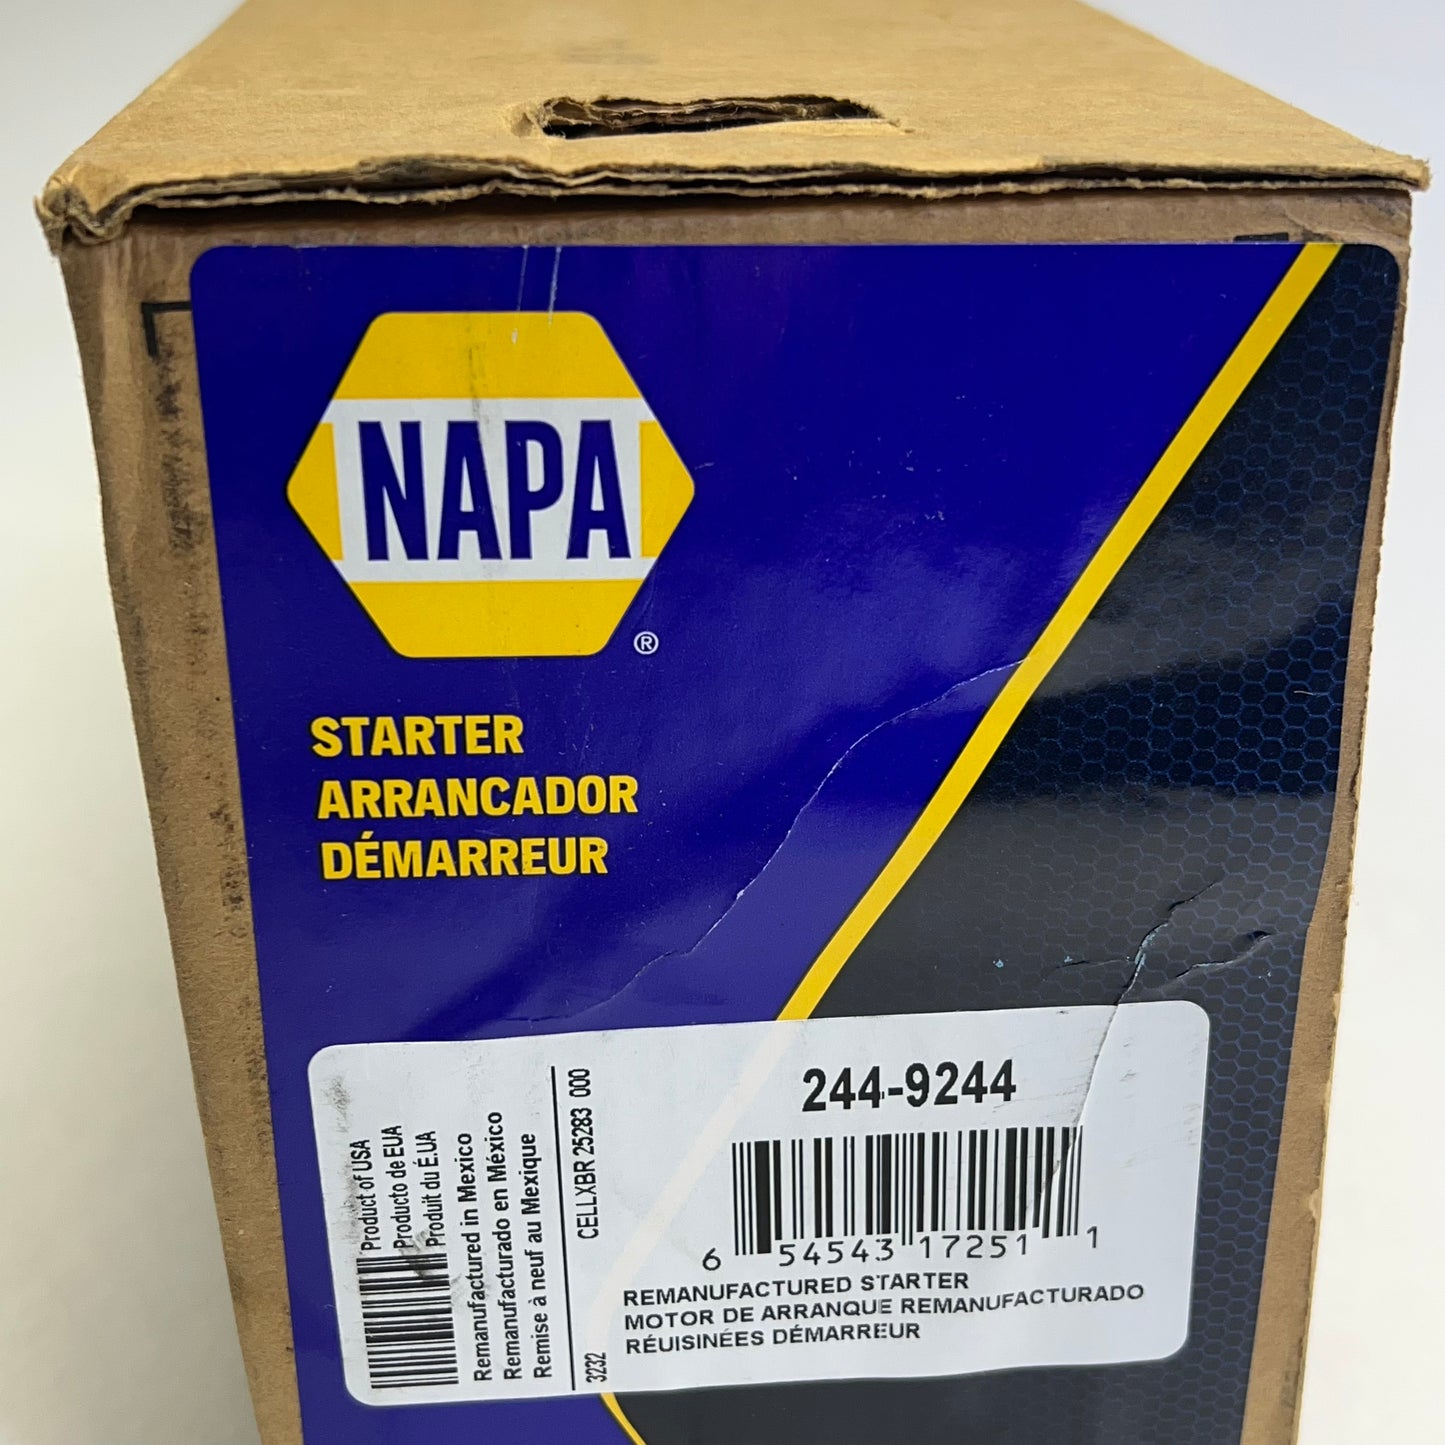 NAPA
®
STARTER
ARRANCADOR
DÉMARREUR
Product of USA
Producto de EUA
Produit du É.UA
Remanufactured in Mexico
Remanufacturado en México
Remise à neuf au Mexique
3232 CELLXBR 25283 000
244-9244
6 54543 17251 1
REMANUFACTURED STARTER
MOTOR DE ARRANQUE REMANUFACTURADO
RÉUISINÉES DÉMARREUR